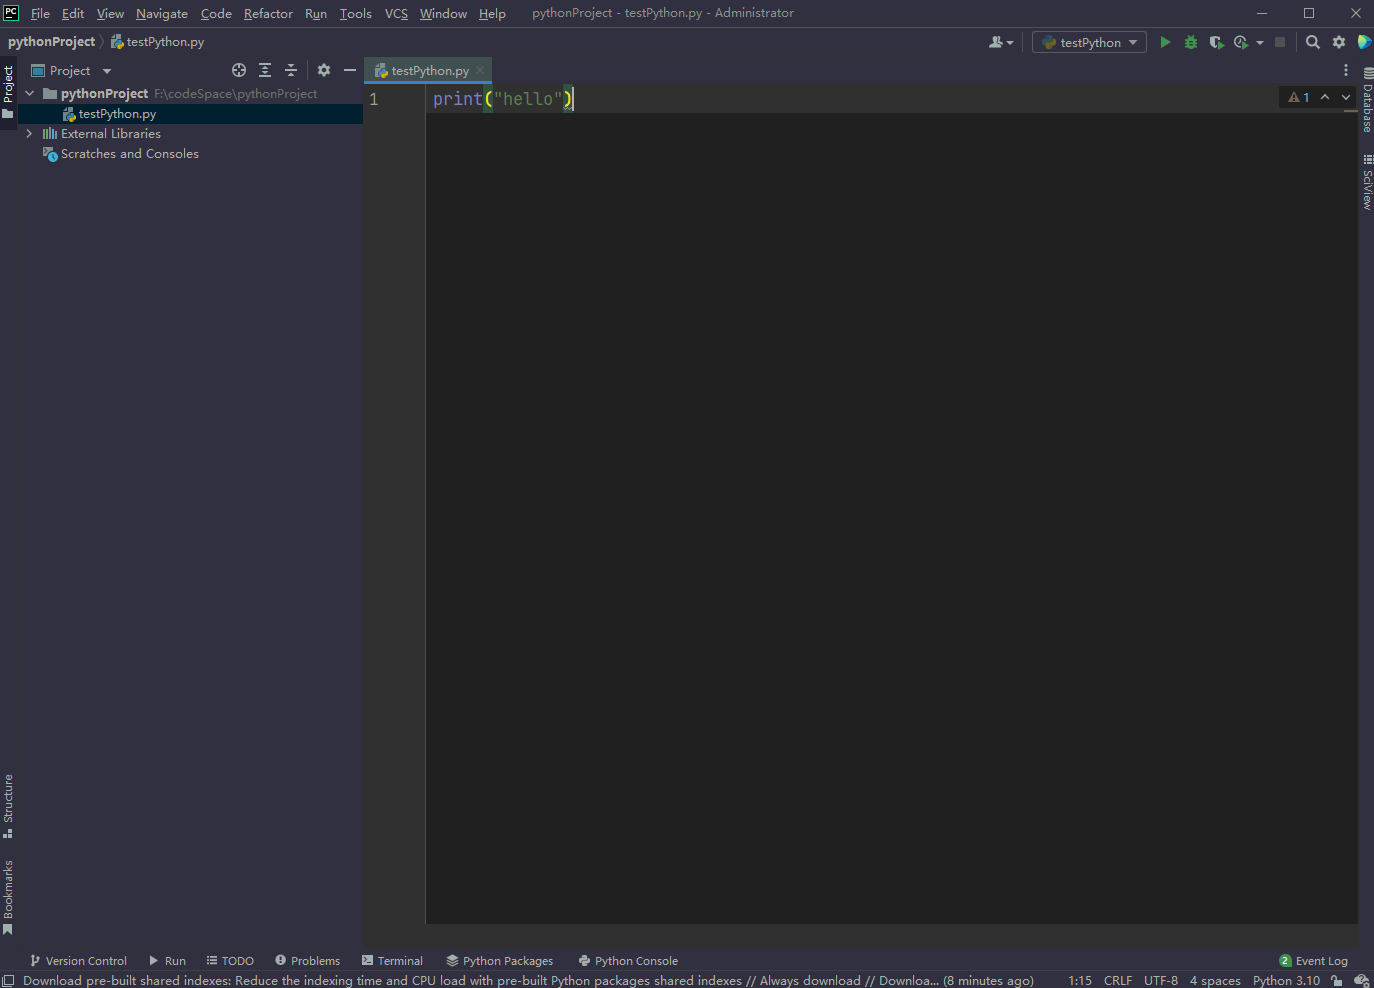 PC File Edit View Navigate Code Refactor Run Tools VCS Window Help pythonProject - testPython.py - Administrator
pythonProject testPython.py testPython
Project
Project
testPython.py
pythonProject F:\codeSpace\pythonProject
testPython.py
External Libraries
Scratches and Consoles
1 print("hello")
1
Database
SciView
Structure
Bookmarks
Version Control Run TODO Problems Terminal Python Packages Python Console 2 Event Log
Download pre-built shared indexes: Reduce the indexing time and CPU load with pre-built Python packages shared indexes // Always download // Downloa... (8 minutes ago) 1:15 CRLF UTF-8 4 spaces Python 3.10